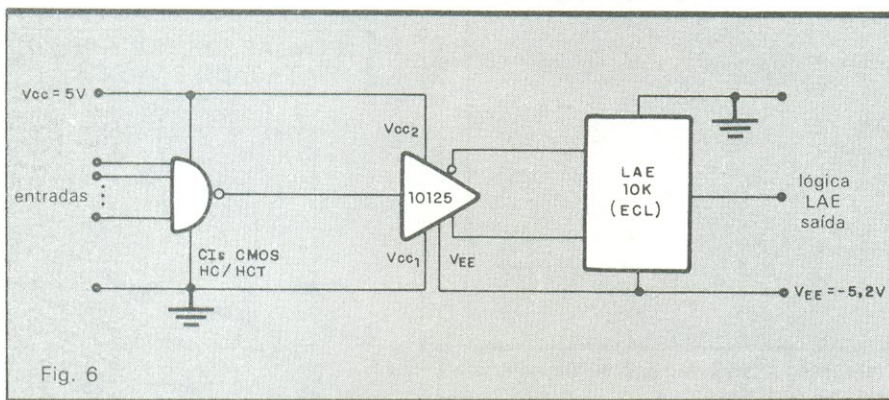 Vcc = 5V
Vcc2
LAE
10K
(ECL)
entradas
10125
lógica
LAE
saída
CIs CMOS
HC/HCT
Vcc1
VEE
VEE = -5,2V
Fig. 6